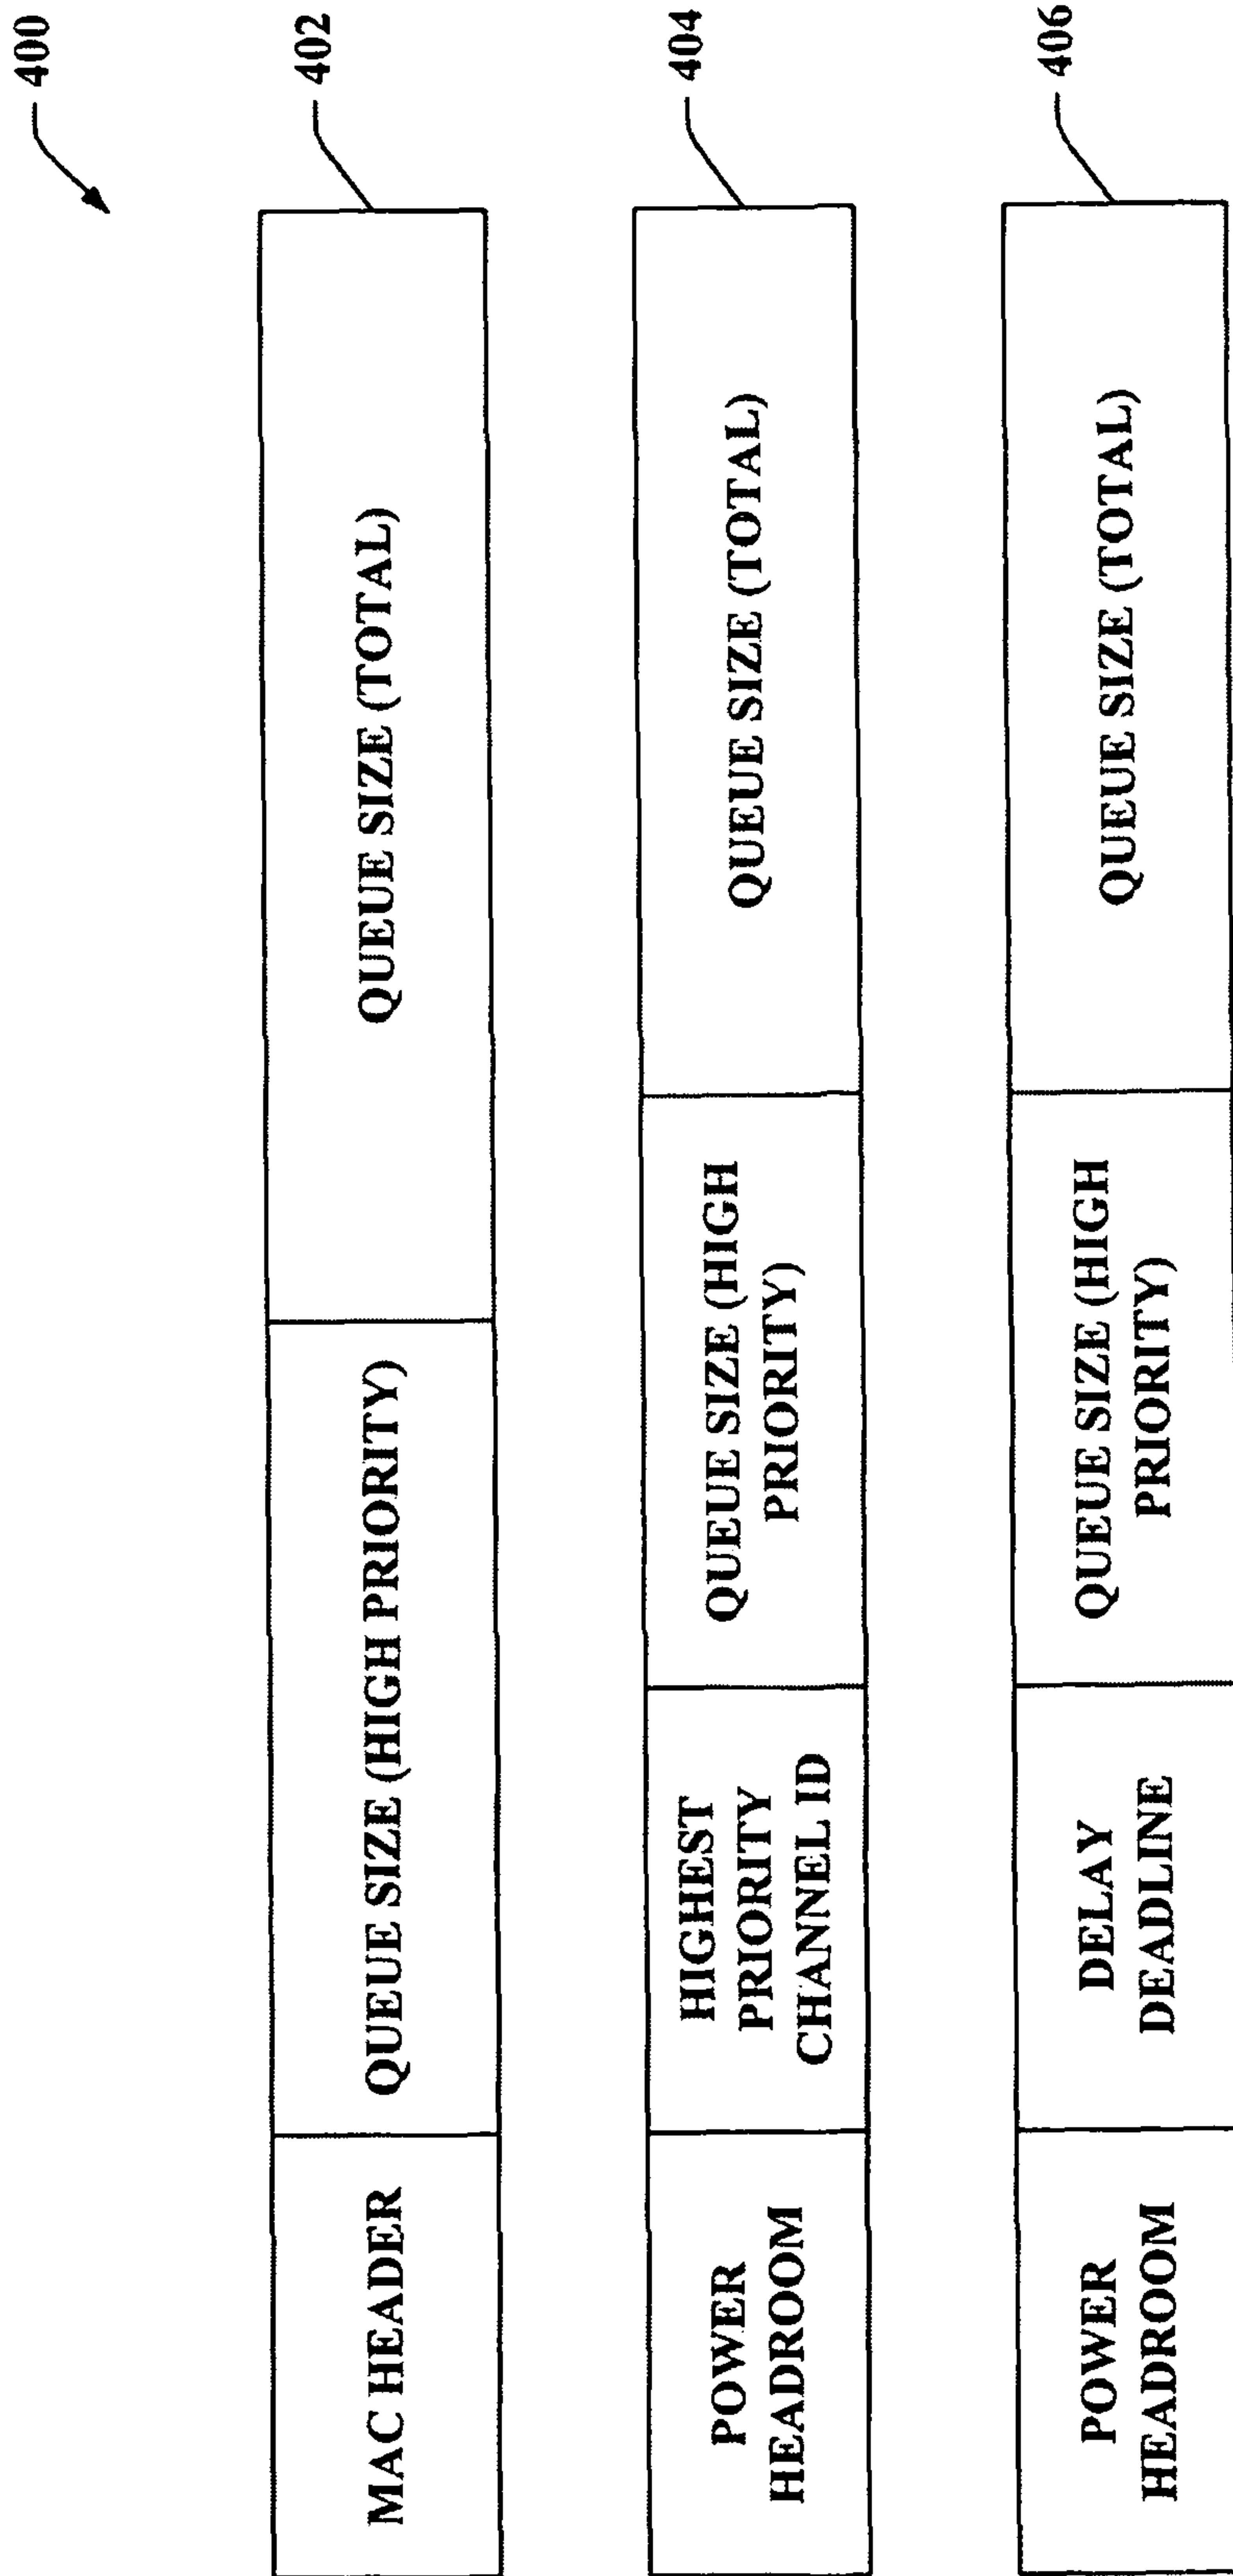 400
402
MAC HEADER
QUEUE SIZE (HIGH PRIORITY)
QUEUE SIZE (TOTAL)
404
POWER
HEADROOM
HIGHEST
PRIORITY
CHANNEL ID
QUEUE SIZE (HIGH
PRIORITY)
QUEUE SIZE (TOTAL)
406
POWER
HEADROOM
DELAY
DEADLINE
QUEUE SIZE (HIGH
PRIORITY)
QUEUE SIZE (TOTAL)